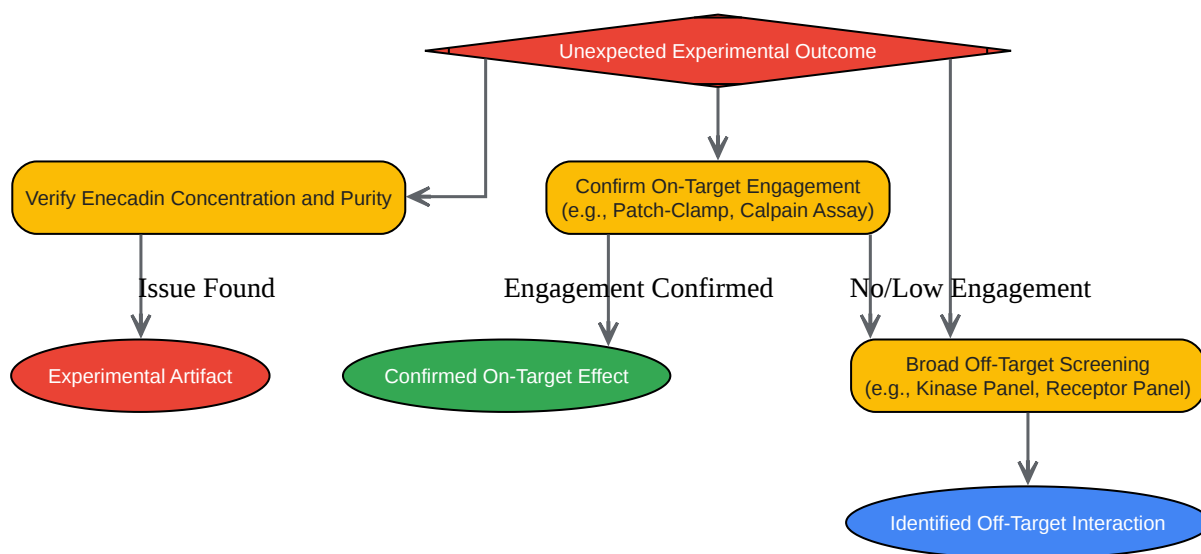 Unexpected Experimental Outcome
Verify Enecadin Concentration and Purity
Confirm On-Target Engagement
(e.g., Patch-Clamp, Calpain Assay)
Issue Found
Engagement Confirmed
No/Low Engagement
Experimental Artifact
Confirmed On-Target Effect
Broad Off-Target Screening
(e.g., Kinase Panel, Receptor Panel)
Identified Off-Target Interaction